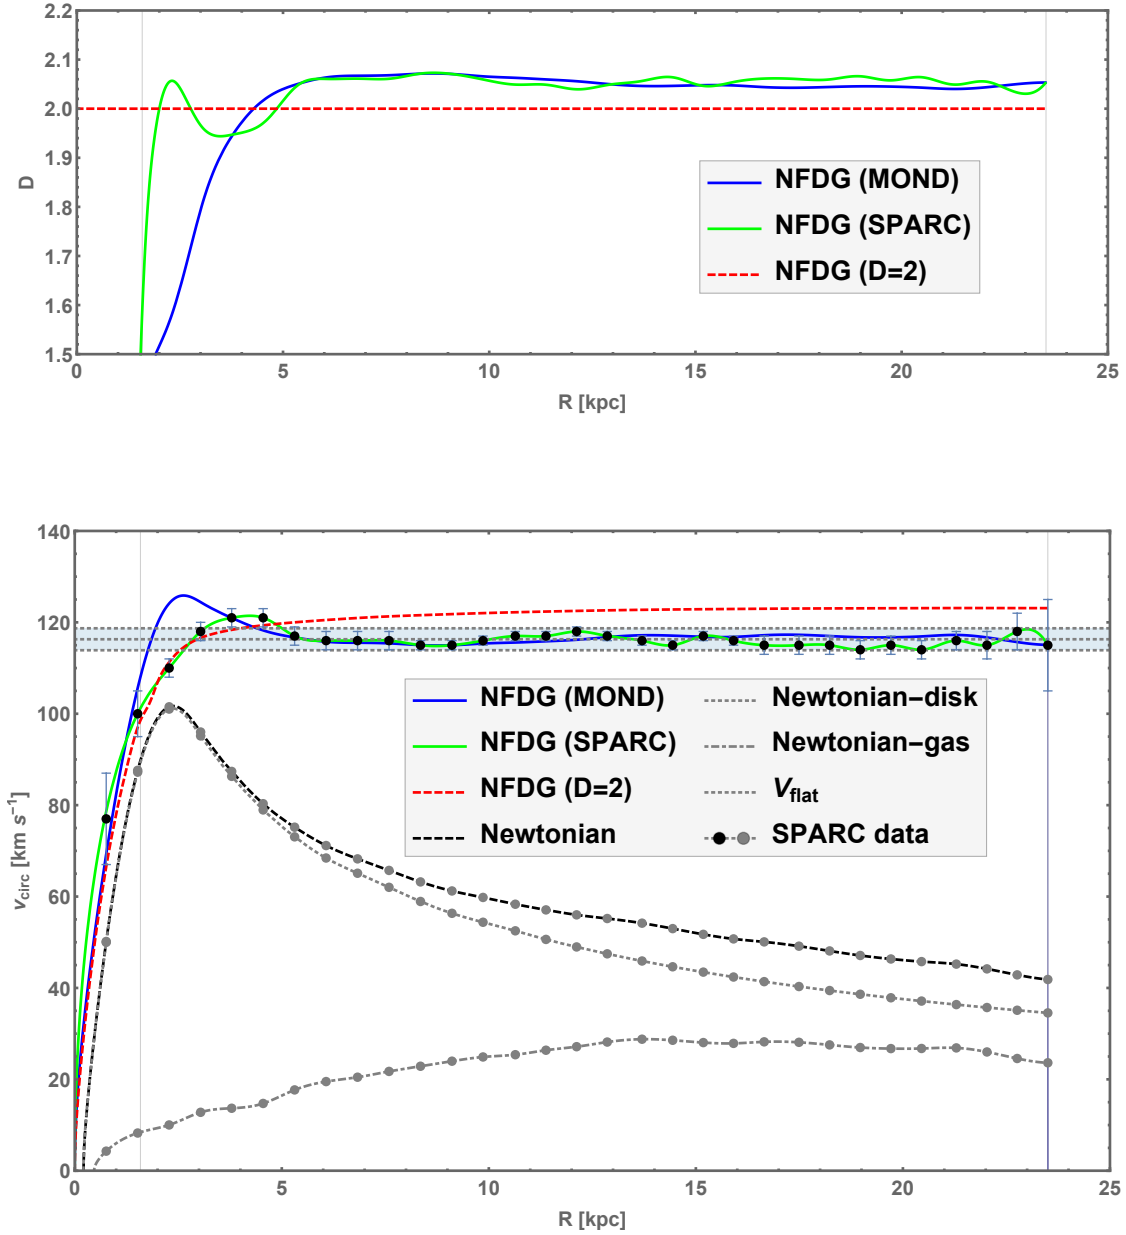 2.2
2.1
2.0
1.9
1.8
1.7
1.6
1.5
D
NFDG (MOND)
NFDG (SPARC)
NFDG (D=2)
0 5 10 15 20 25
R [kpc]
140
120
100
80
60
40
20
0
v_circ [km s⁻¹]
NFDG (MOND)
NFDG (SPARC)
NFDG (D=2)
Newtonian
Newtonian-disk
Newtonian-gas
V_flat
SPARC data
0 5 10 15 20 25
R [kpc]